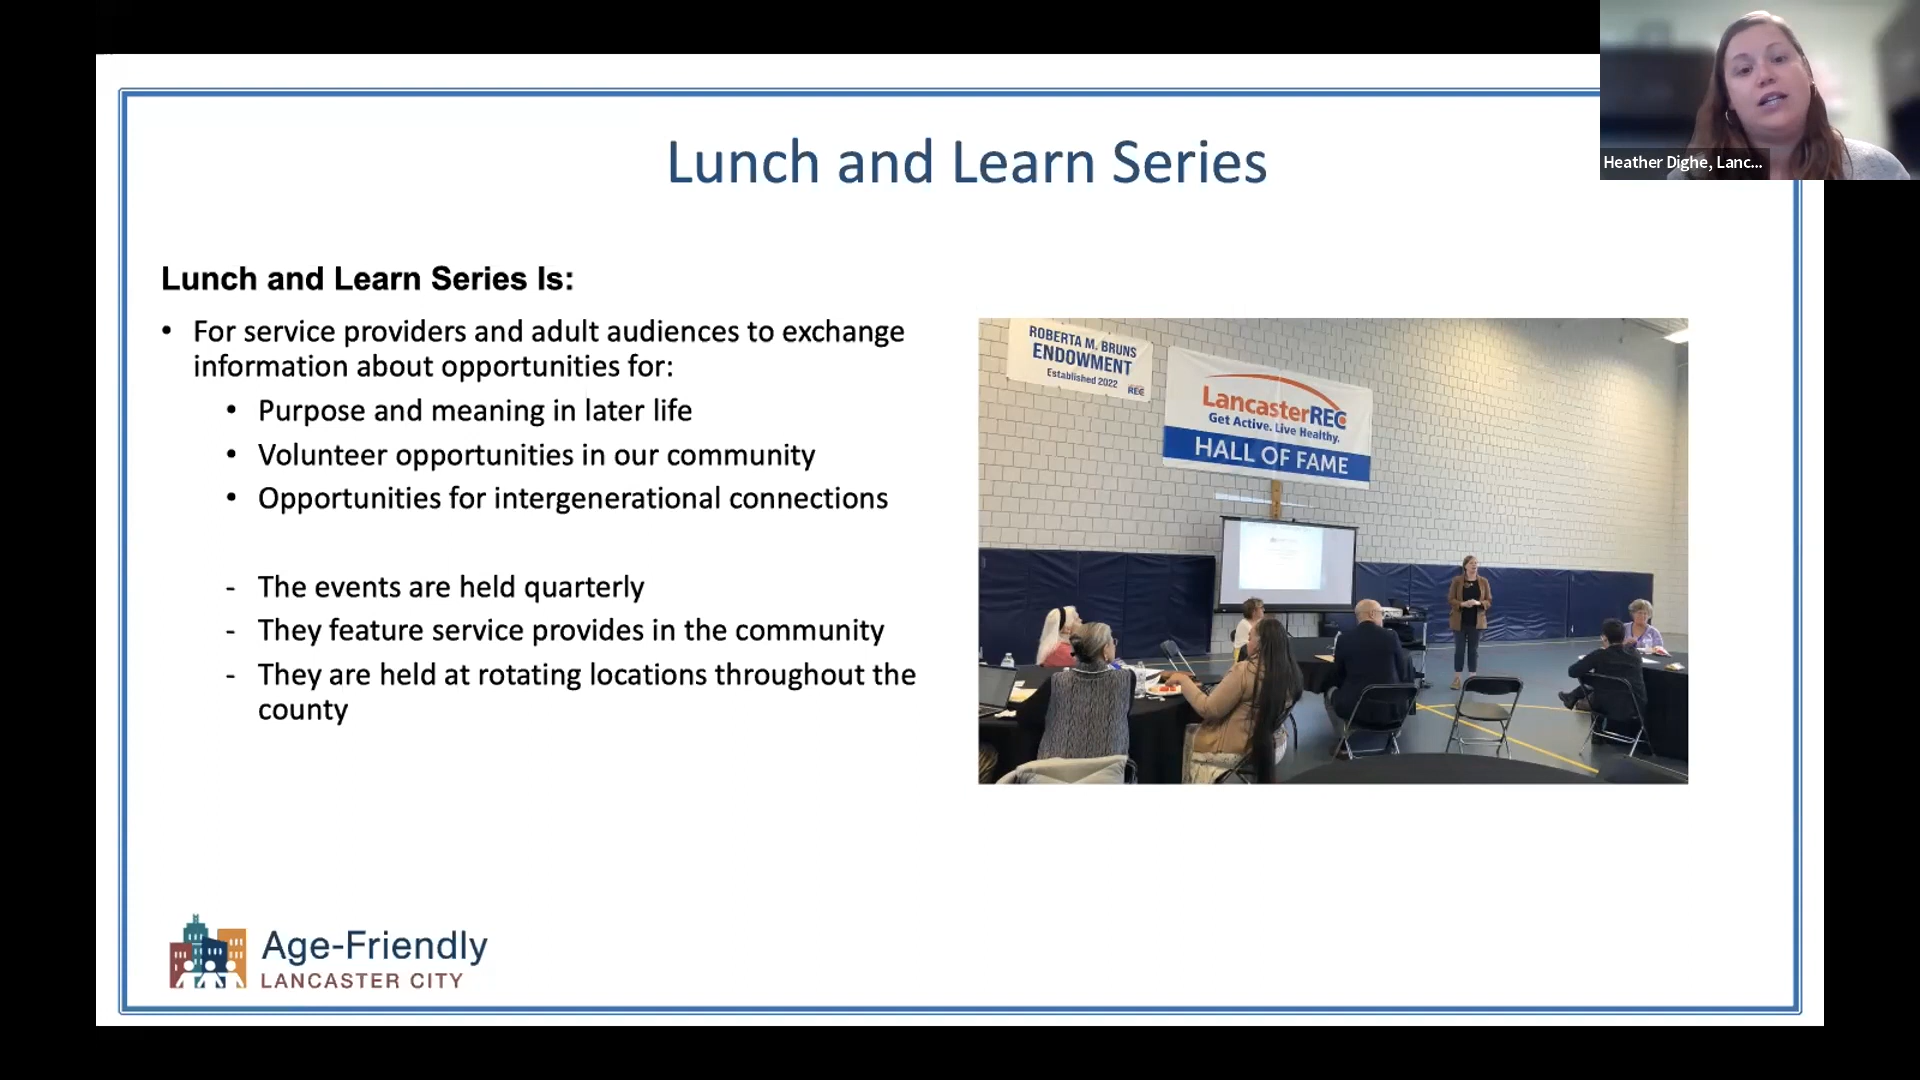 Lunch and Learn Series
Heather Dighe, Lanc...
Lunch and Learn Series Is:
• For service providers and adult audiences to exchange
information about opportunities for:
• Purpose and meaning in later life
• Volunteer opportunities in our community
• Opportunities for intergenerational connections
- The events are held quarterly
- They feature service provides in the community
- They are held at rotating locations throughout the
county
ROBERTA M. BRUNS
ENDOWMENT
Established 2022
REC
LancasterREC
Get Active. Live Healthy.
HALL OF FAME
Age-Friendly
LANCASTER CITY